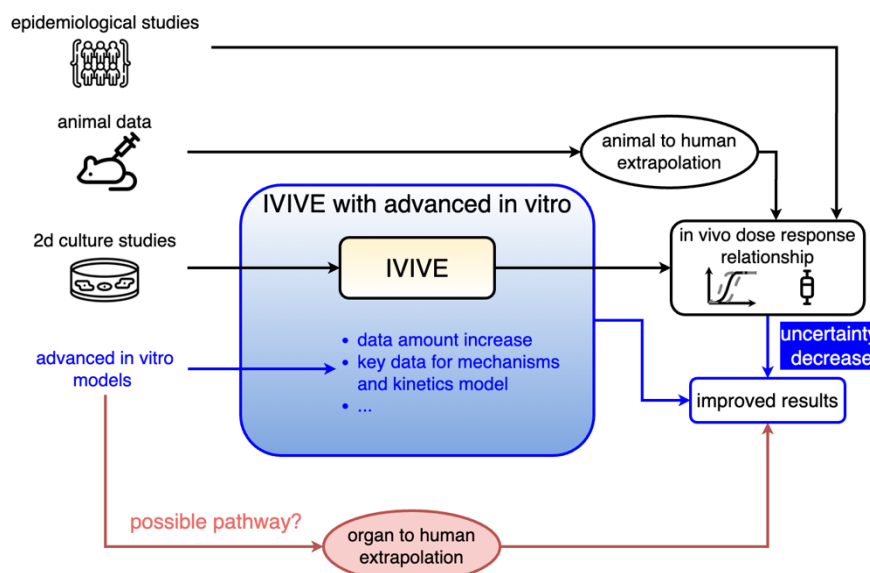 epidemiological studies
animal data
animal to human
extrapolation
IVIVE with advanced in vitro
2d culture studies
IVIVE
in vivo dose response
relationship
• data amount increase
• key data for mechanisms
and kinetics model
• ...
uncertainty
decrease
advanced in vitro
models
improved results
possible pathway?
organ to human
extrapolation